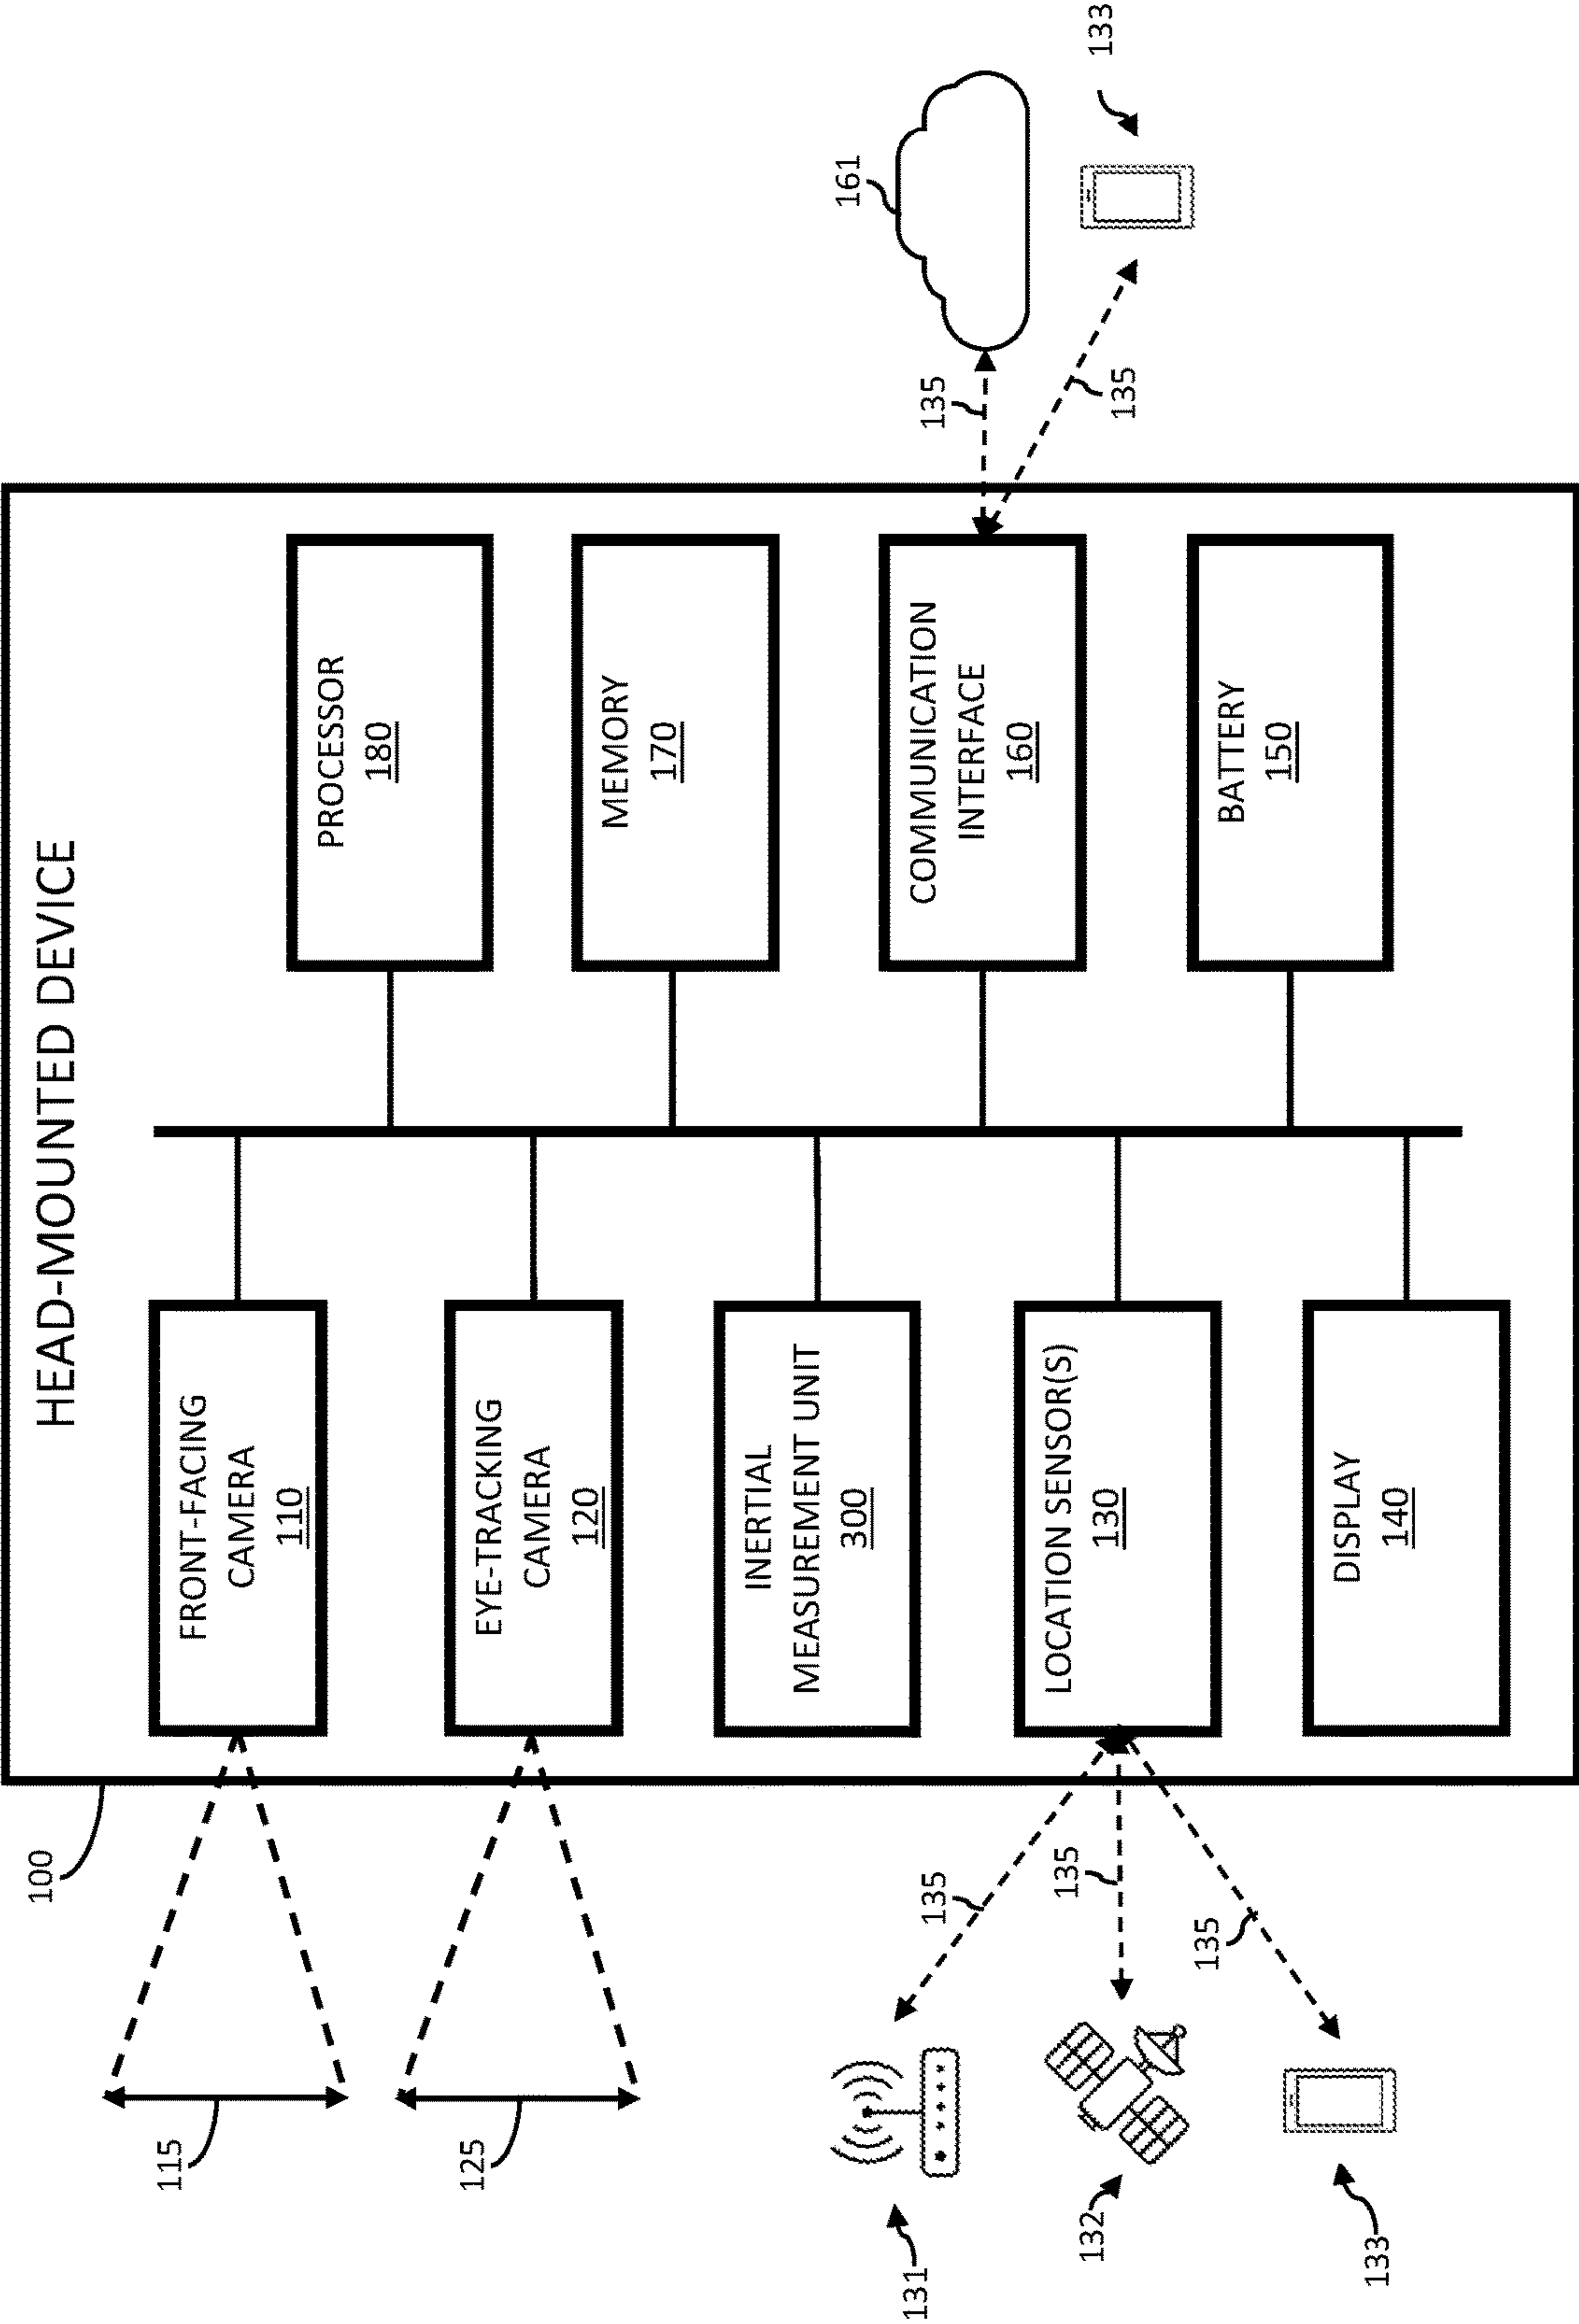 HEAD-MOUNTED DEVICE
100
115
FRONT-FACING
CAMERA
110
125
EYE-TRACKING
CAMERA
120
INERTIAL
MEASUREMENT UNIT
300
131
135
132
135
133
135
LOCATION SENSOR(S)
130
DISPLAY
140
PROCESSOR
180
MEMORY
170
COMMUNICATION
INTERFACE
160
BATTERY
150
135
161
135
133